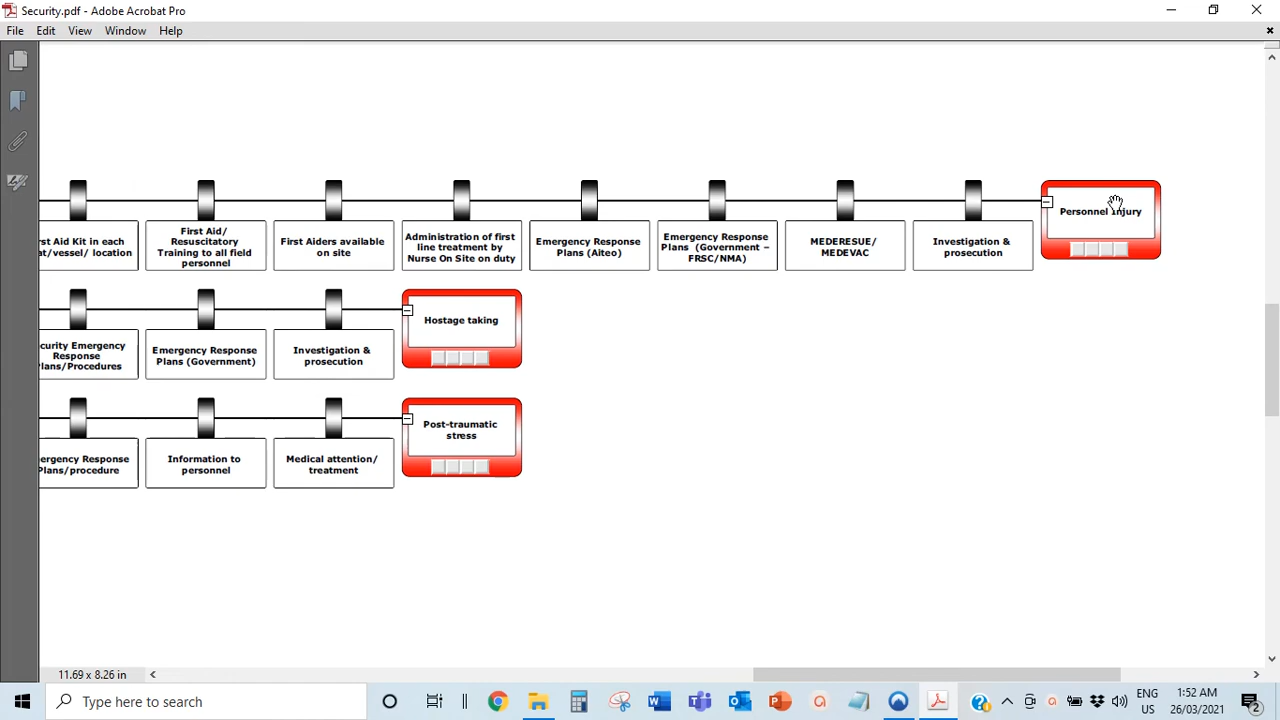 Security.pdf - Adobe Acrobat Pro
File Edit View Window Help
First Aid/
Resuscitatory
Training to all field
personnel
First Aiders available
on site
Administration of first
line treatment by
Nurse On Site on duty
Emergency Response
Plans (Aiteo)
Emergency Response
Plans (Government –
FRSC/NMA)
MEDERESUE/
MEDEVAC
Investigation &
prosecution
Personnel Injury
rst Aid Kit in each
at/vessel/ location
Hostage taking
curity Emergency
Response
Plans/Procedures
Emergency Response
Plans (Government)
Investigation &
prosecution
Post-traumatic
stress
ergency Response
Plans/procedure
Information to
personnel
Medical attention/
treatment
11.69 x 8.26 in
Type here to search
ENG
US
1:52 AM
26/03/2021
2